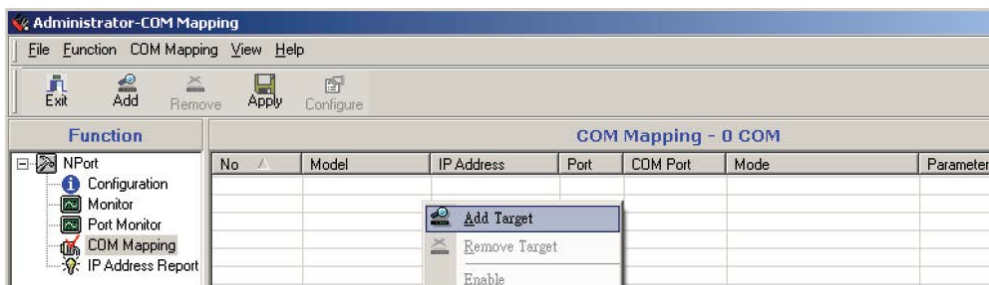 Administrator-COM Mapping
File Function COM Mapping View Help
Exit Add Remove Apply Configure
Function
COM Mapping - 0 COM
NPort
Configuration
Monitor
Port Monitor
COM Mapping
IP Address Report
No Model IP Address Port COM Port Mode Parameter
Add Target
Remove Target
Enable